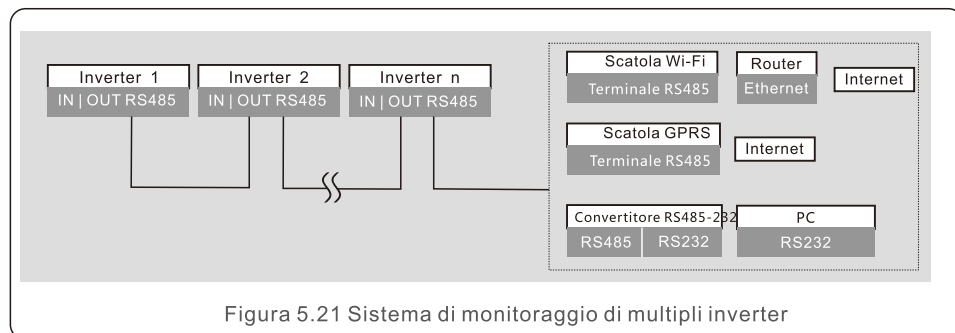 Inverter 1
IN | OUT RS485
Inverter 2
IN | OUT RS485
Inverter n
IN | OUT RS485
Scatola Wi-Fi
Terminale RS485
Router
Ethernet
Internet
Scatola GPRS
Terminale RS485
Internet
Convertitore RS485-232
RS485
RS232
PC
RS232
Figura 5.21 Sistema di monitoraggio di multipli inverter